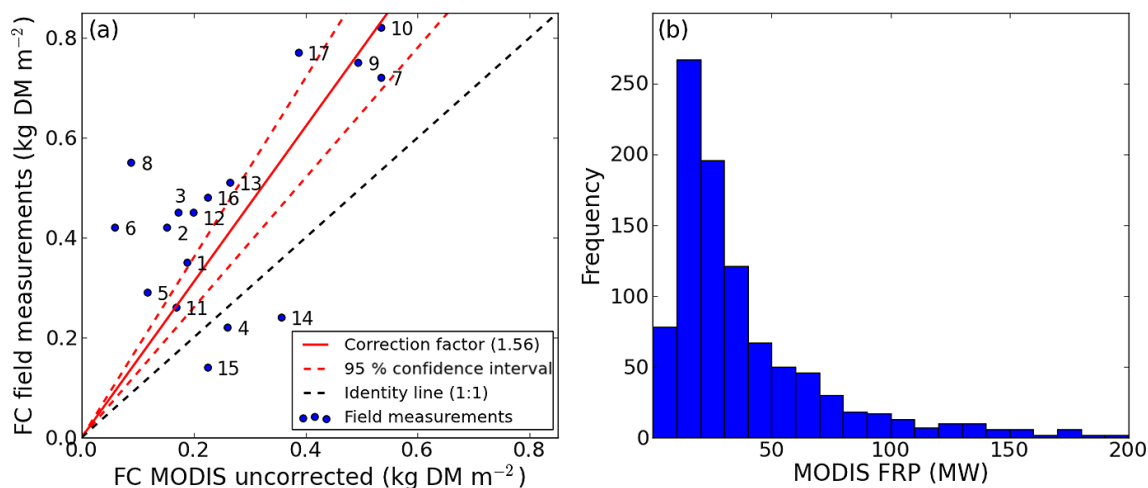 (a)
FC field measurements (kg DM m⁻²)
0.8
0.6
0.4
0.2
0.0
10
17
9
7
8
13
3
16
12
6
2
1
5
11
4
14
15
Correction factor (1.56)
95 % confidence interval
Identity line (1:1)
Field measurements
0.0 0.2 0.4 0.6 0.8
FC MODIS uncorrected (kg DM m⁻²)
(b)
Frequency
250
200
150
100
50
0
50 100 150 200
MODIS FRP (MW)